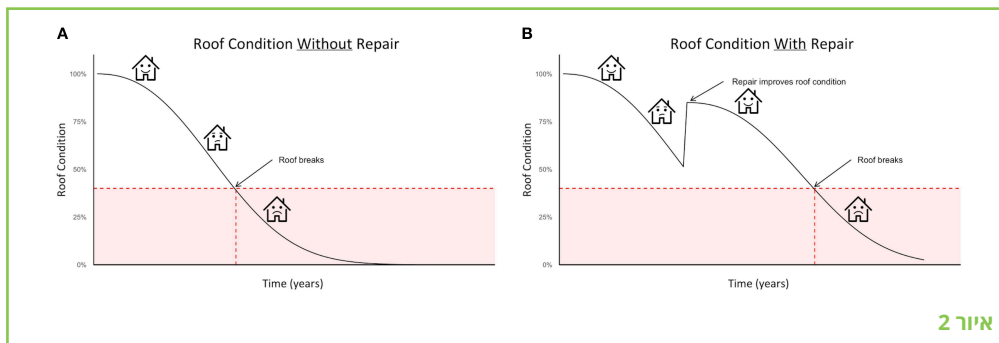 A
Roof Condition Without Repair
Roof Condition
100%
75%
50%
25%
0%
Roof breaks
Time (years)
B
Roof Condition With Repair
Roof Condition
100%
75%
50%
25%
0%
Repair improves roof condition
Roof breaks
Time (years)
איור 2